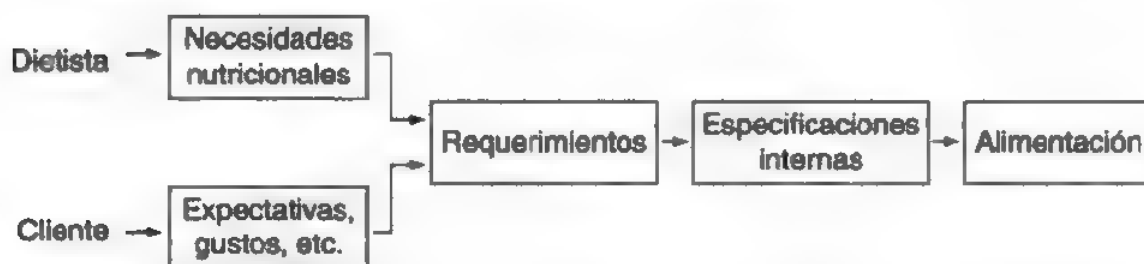 Dietista
Necesidades
nutricionales
Requerimientos
Especificaciones
internas
Alimentación
Cliente
Expectativas,
gustos, etc.